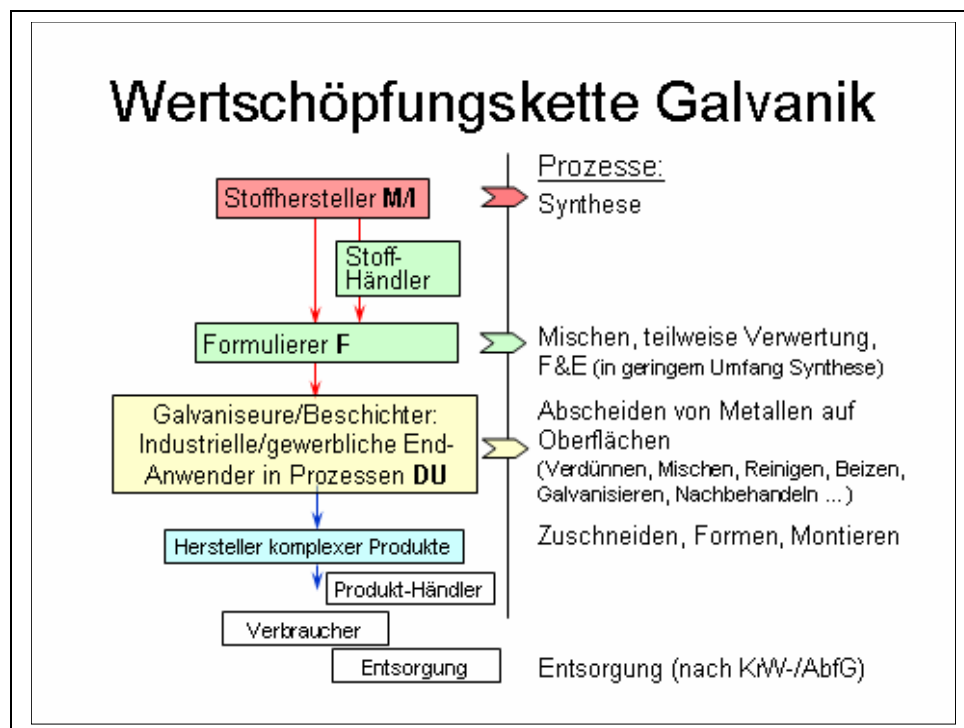 Wertschöpfungskette Galvanik
Prozesse:
Stoffhersteller M/I
Synthese
Stoff-
Händler
Formulierer F
Mischen, teilweise Verwertung,
F&E (in geringem Umfang Synthese)
Galvaniseure/Beschichter:
Industrielle/gewerbliche End-
Anwender in Prozessen DU
Abscheiden von Metallen auf
Oberflächen
(Verdünnen, Mischen, Reinigen, Beizen,
Galvanisieren, Nachbehandeln ...)
Hersteller komplexer Produkte
Zuschneiden, Formen, Montieren
Produkt-Händler
Verbraucher
Entsorgung
Entsorgung (nach KrW-/AbfG)